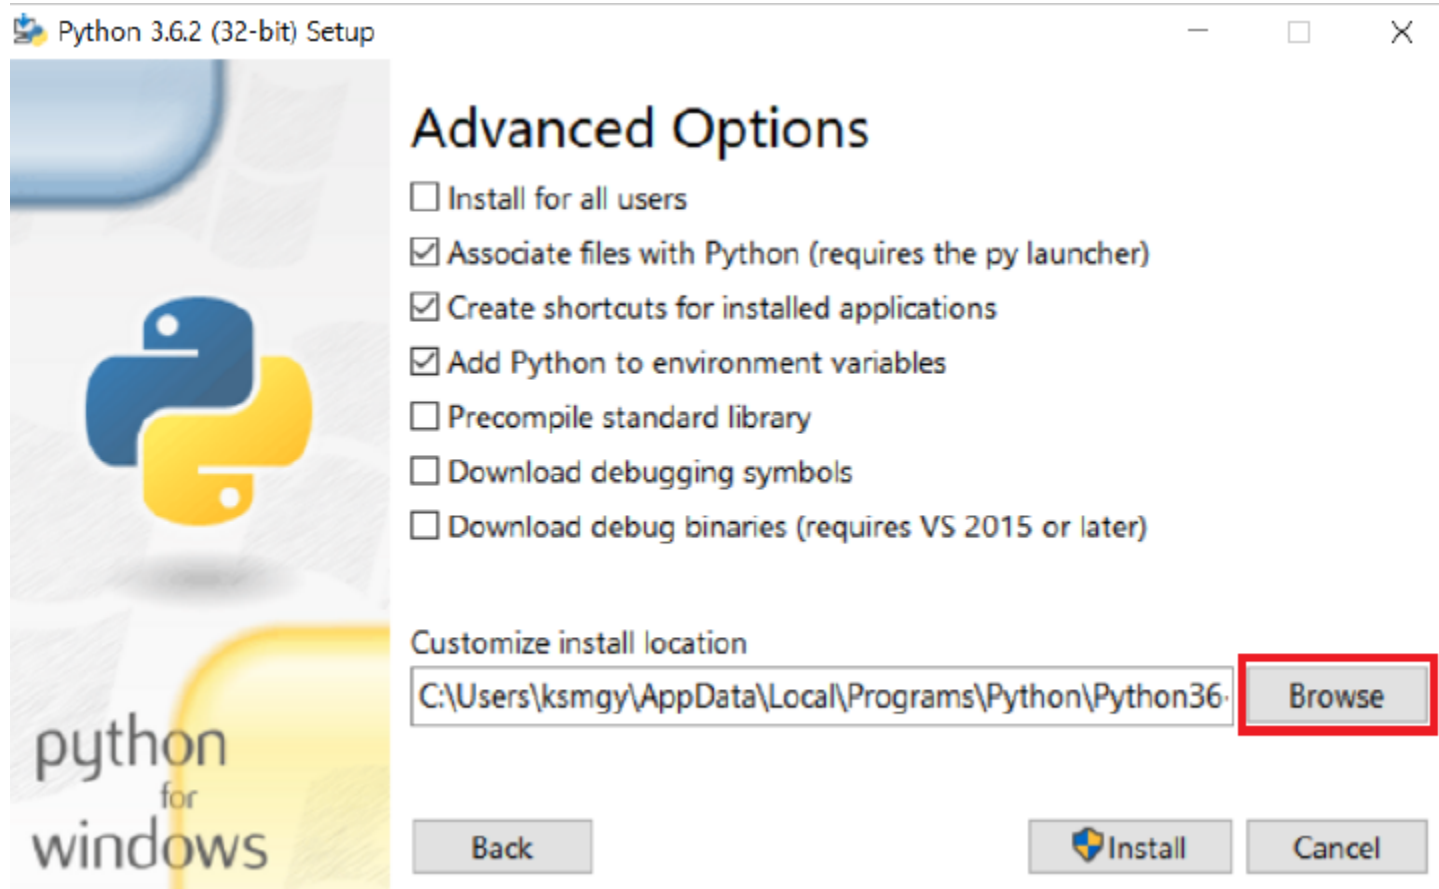 Python 3.6.2 (32-bit) Setup
Advanced Options
Install for all users
Associate files with Python (requires the py launcher)
Create shortcuts for installed applications
Add Python to environment variables
Precompile standard library
Download debugging symbols
Download debug binaries (requires VS 2015 or later)
Customize install location
C:\Users\ksmgy\AppData\Local\Programs\Python\Python36-
Browse
python
for
windows
Back
Install
Cancel